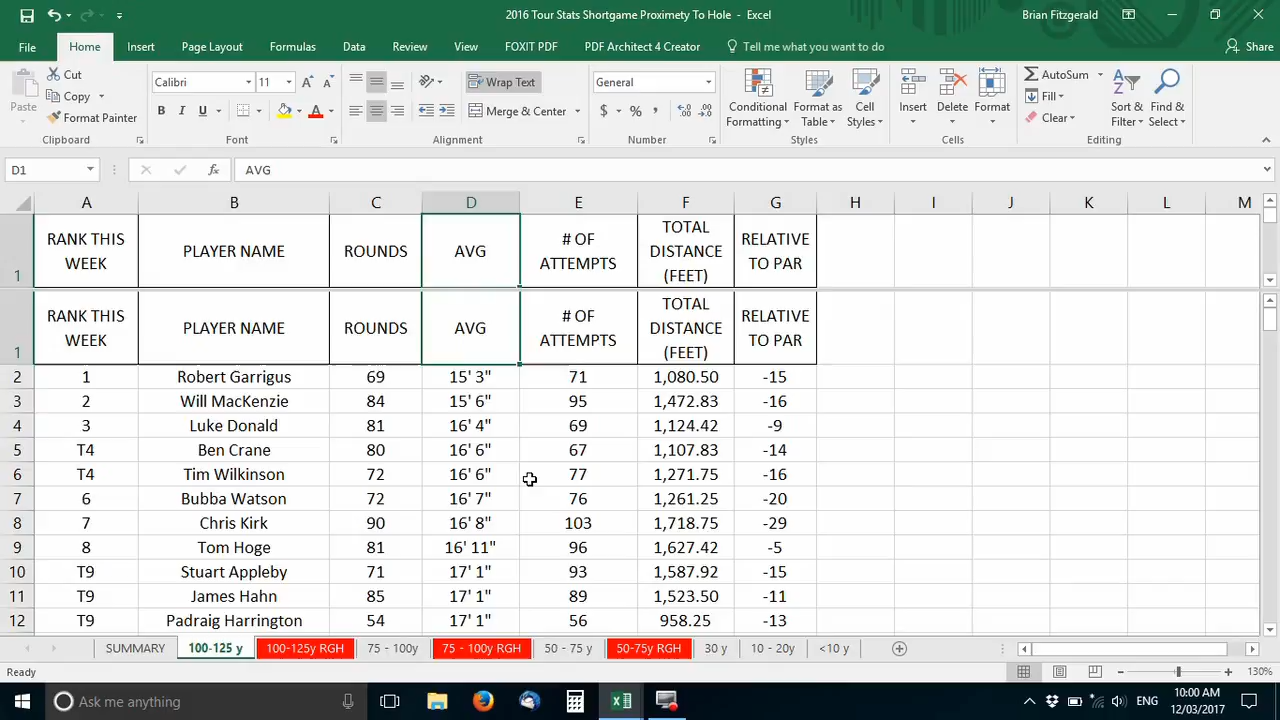 2016 Tour Stats Shortgame Proximety To Hole - Excel
Brian Fitzgerald
File Home Insert Page Layout Formulas Data Review View FOXIT PDF PDF Architect 4 Creator Tell me what you want to do Share
Paste
Cut
Copy
Format Painter
Clipboard
Calibri 11
B I U
Font
Wrap Text
Merge & Center
Alignment
General
$ % ,
Number
Conditional Formatting
Format as Table
Cell Styles
Styles
Insert Delete Format
Cells
AutoSum
Fill
Clear
Sort & Filter
Find & Select
Editing
D1 fx AVG
A B C D E F G H I J K L M
1 RANK THIS WEEK PLAYER NAME ROUNDS AVG # OF ATTEMPTS TOTAL DISTANCE (FEET) RELATIVE TO PAR
1 RANK THIS WEEK PLAYER NAME ROUNDS AVG # OF ATTEMPTS TOTAL DISTANCE (FEET) RELATIVE TO PAR
2 1 Robert Garrigus 69 15' 3" 71 1,080.50 -15
3 2 Will MacKenzie 84 15' 6" 95 1,472.83 -16
4 3 Luke Donald 81 16' 4" 69 1,124.42 -9
5 T4 Ben Crane 80 16' 6" 67 1,107.83 -14
6 T4 Tim Wilkinson 72 16' 6" 77 1,271.75 -16
7 6 Bubba Watson 72 16' 7" 76 1,261.25 -20
8 7 Chris Kirk 90 16' 8" 103 1,718.75 -29
9 8 Tom Hoge 81 16' 11" 96 1,627.42 -5
10 T9 Stuart Appleby 71 17' 1" 93 1,587.92 -15
11 T9 James Hahn 85 17' 1" 89 1,523.50 -11
12 T9 Padraig Harrington 54 17' 1" 56 958.25 -13
SUMMARY 100-125 y 100-125y RGH 75 - 100y 75 - 100y RGH 50 - 75 y 50-75y RGH 30 y 10 - 20y <10 y
Ready 130%
Ask me anything ENG 10:00 AM
12/03/2017